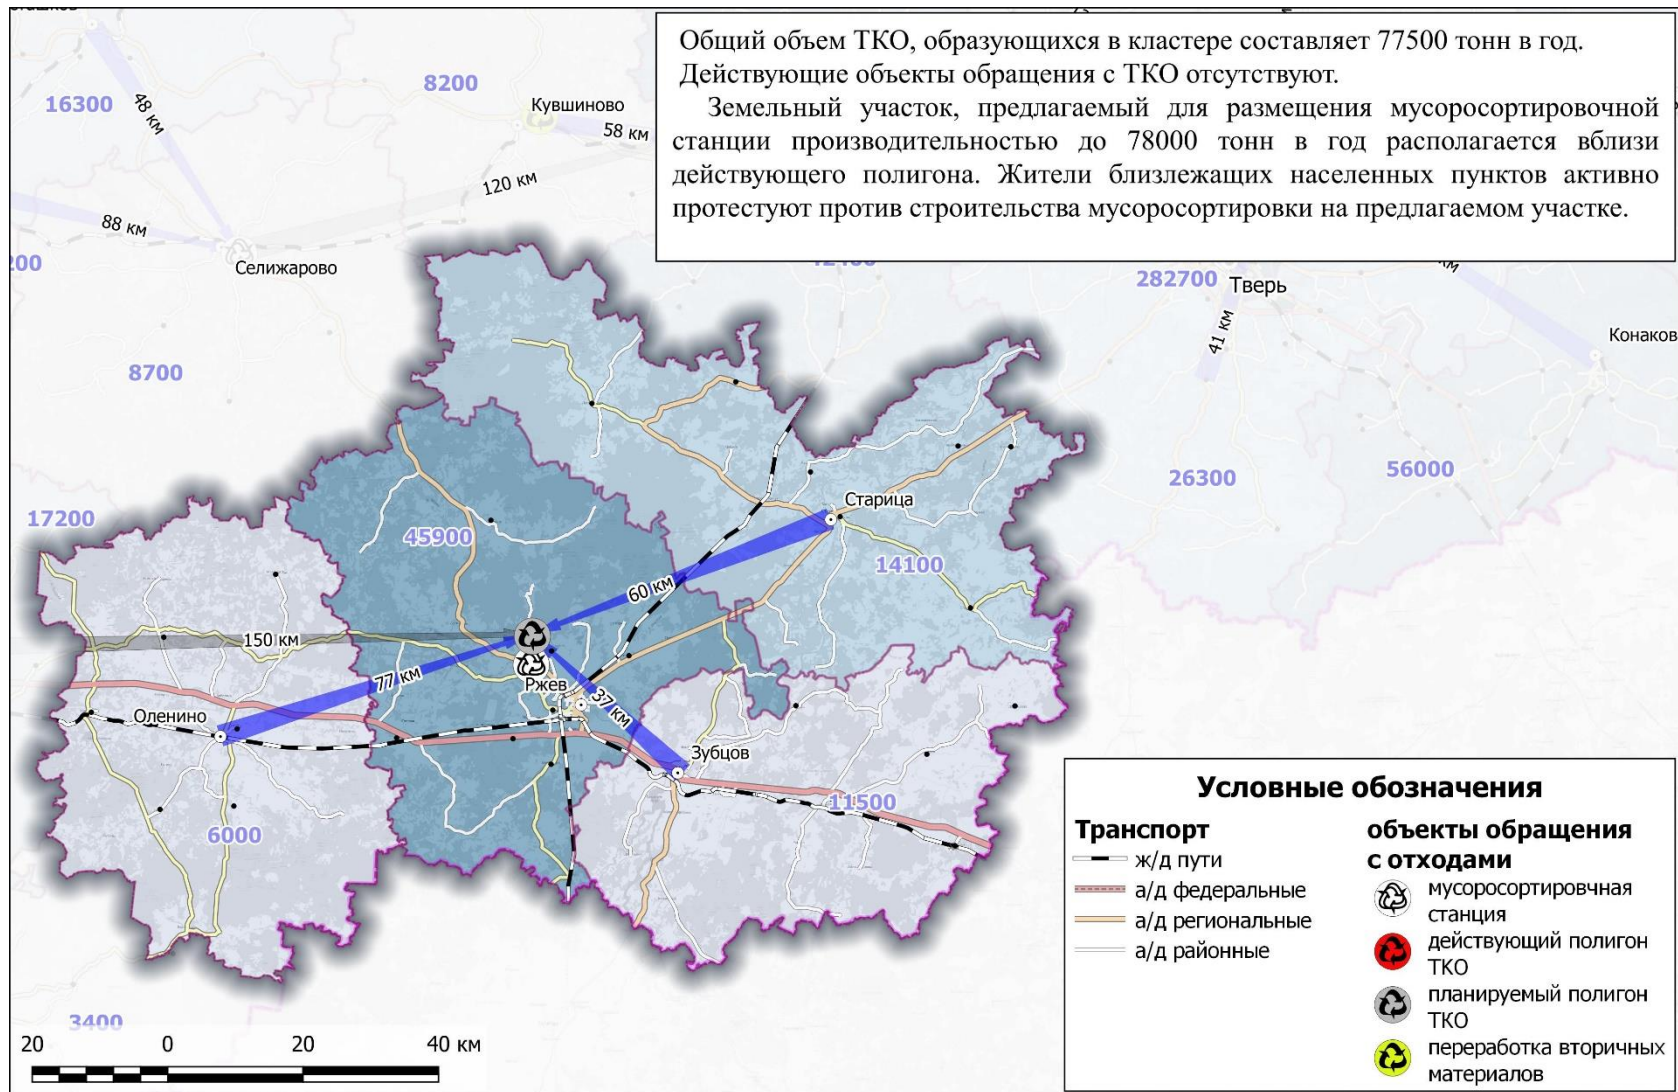 Общий объем ТКО, образующихся в кластере составляет 77500 тонн в год.
Действующие объекты обращения с ТКО отсутствуют.
Земельный участок, предлагаемый для размещения мусоросортировочной
станции производительностью до 78000 тонн в год располагается вблизи
действующего полигона. Жители близлежащих населенных пунктов активно
протестуют против строительства мусоросортировки на предлагаемом участке.
16300
48 км
8200
Кувшиново
58 км
120 км
88 км
Селижарово
282700
Тверь
41 км
км
Конаков
8700
26300
56000
17200
45900
Старица
14100
60 км
150 км
77 км
Ржев
37 км
Оленино
Зубцов
11500
6000
3400
20 0 20 40 км
Условные обозначения
Транспорт
ж/д пути
а/д федеральные
а/д региональные
а/д районные
объекты обращения
с отходами
мусоросортировчная
станция
действующий полигон
ТКО
планируемый полигон
ТКО
переработка вторичных
материалов